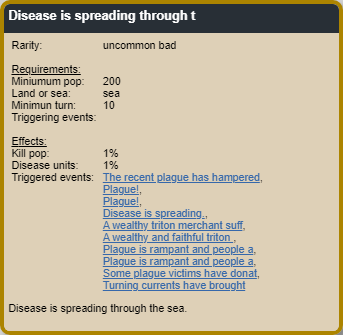 Disease is spreading through t
Rarity: uncommon bad
Requirements:
Miniumum pop: 200
Land or sea: sea
Minimun turn: 10
Triggering events:
Effects:
Kill pop: 1%
Disease units: 1%
Triggered events: The recent plague has hampered,
Plague!,
Plague!,
Disease is spreading.,
A wealthy triton merchant suff,
A wealthy and faithful triton ,
Plague is rampant and people a,
Plague is rampant and people a,
Some plague victims have donat,
Turning currents have brought
Disease is spreading through the sea.